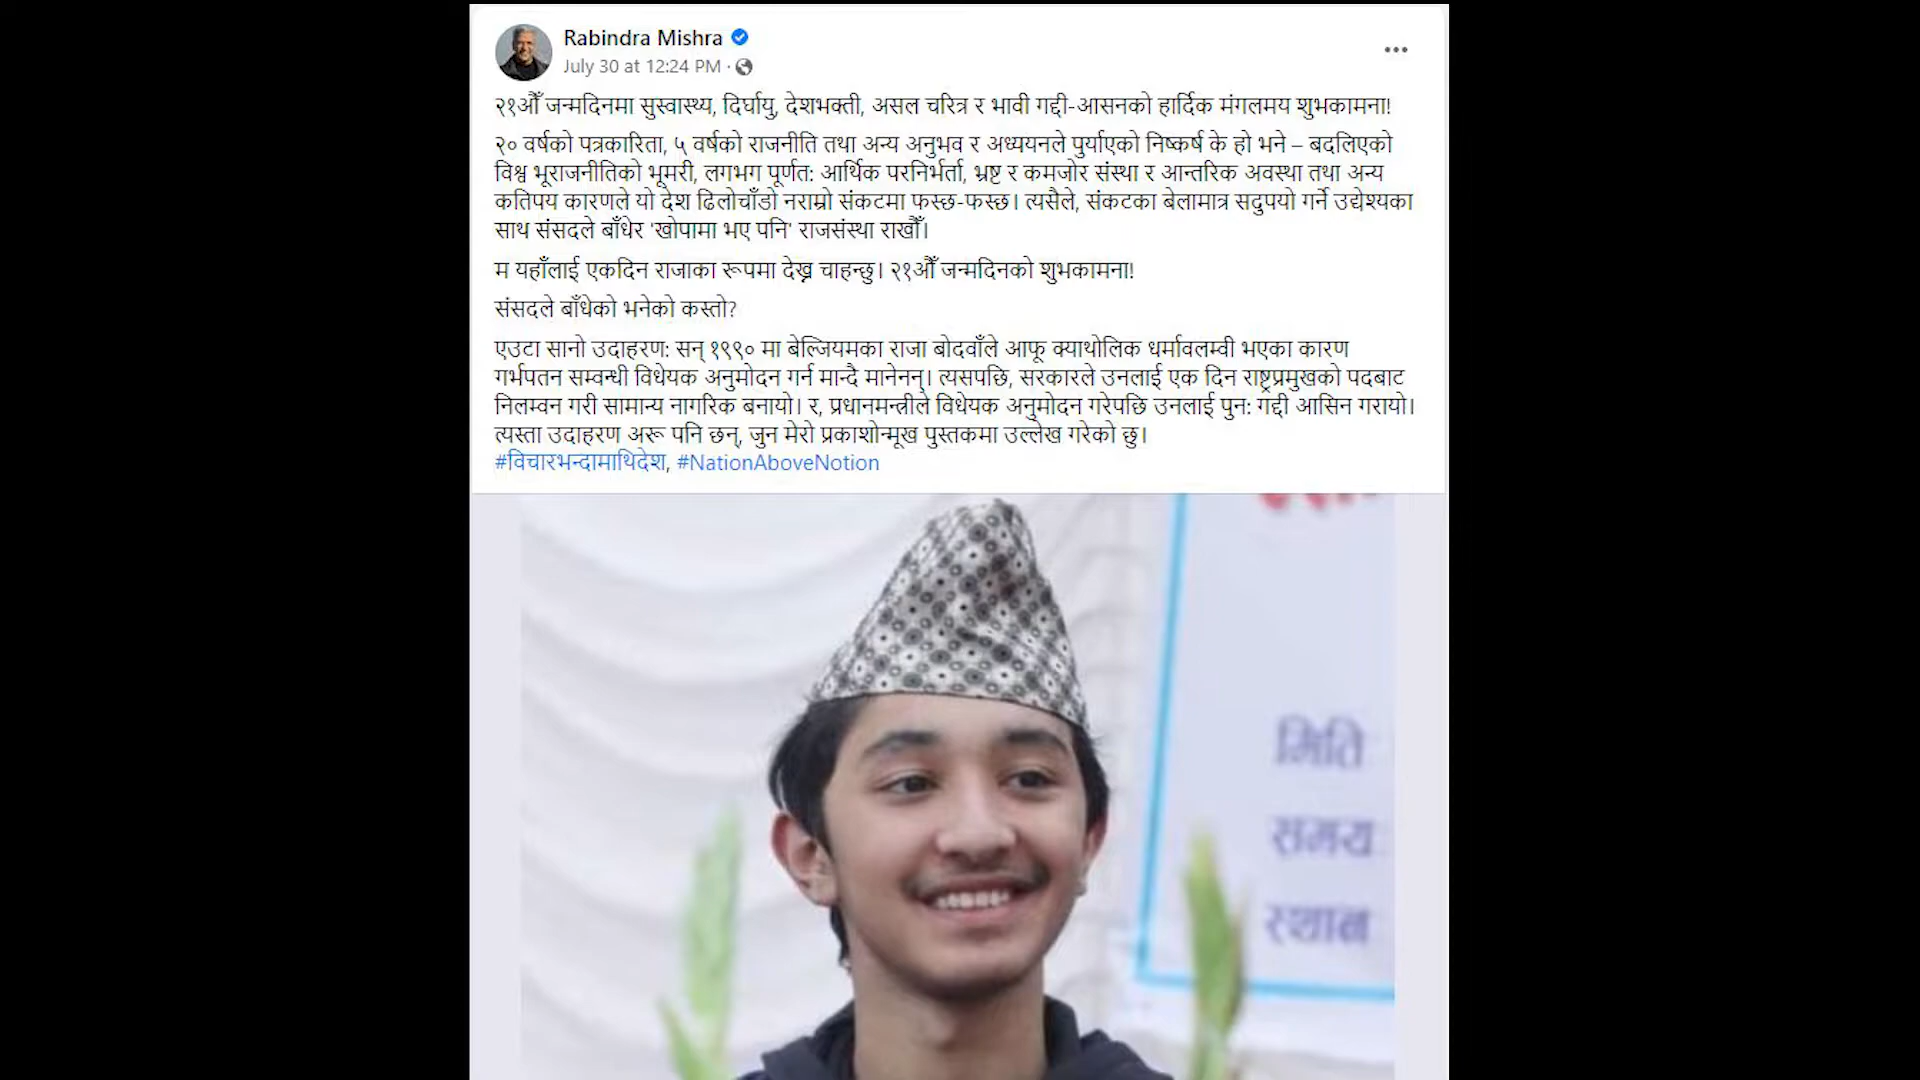 Rabindra Mishra
July 30 at 12:24 PM ·
२१औँ जन्मदिनमा सुस्वास्थ्य, दिर्घायु, देशभक्ती, असल चरित्र र भावी गद्दी-आसनको हार्दिक मंगलमय शुभकामना!
२० वर्षको पत्रकारिता, ५ वर्षको राजनीति तथा अन्य अनुभव र अध्ययनले पुर्याएको निष्कर्ष के हो भने – बदलिएको
विश्व भूराजनीतिको भूमरी, लगभग पूर्णत: आर्थिक परनिर्भर्ता, भ्रष्ट र कमजोर संस्था र आन्तरिक अवस्था तथा अन्य
कतिपय कारणले यो देश ढिलोचाँडो नराम्रो संकटमा फस्छ-फस्छ। त्यसैले, संकटका बेलामात्र सदुपयो गर्ने उद्येश्यका
साथ संसदले बाँधेर 'खोपामा भए पनि' राजसंस्था राखौँ।
म यहाँलाई एकदिन राजाका रूपमा देख्न चाहन्छु। २१औँ जन्मदिनको शुभकामना!
संसदले बाँधेको भनेको कस्तो?
एउटा सानो उदाहरण: सन् १९९० मा बेल्जियमका राजा बोदवाँले आफू क्याथोलिक धर्मावलम्वी भएका कारण
गर्भपतन सम्वन्धी विधेयक अनुमोदन गर्न मान्दै मानेनन्। त्यसपछि, सरकारले उनलाई एक दिन राष्ट्रप्रमुखको पदबाट
निलम्वन गरी सामान्य नागरिक बनायो। र, प्रधानमन्त्रीले विधेयक अनुमोदन गरेपछि उनलाई पुन: गद्दी आसिन गरायो।
त्यस्ता उदाहरण अरू पनि छन्, जुन मेरो प्रकाशोन्मूख पुस्तकमा उल्लेख गरेको छु।
#विचारभन्दामाथिदेश, #NationAboveNotion
मिति
समय
स्थान